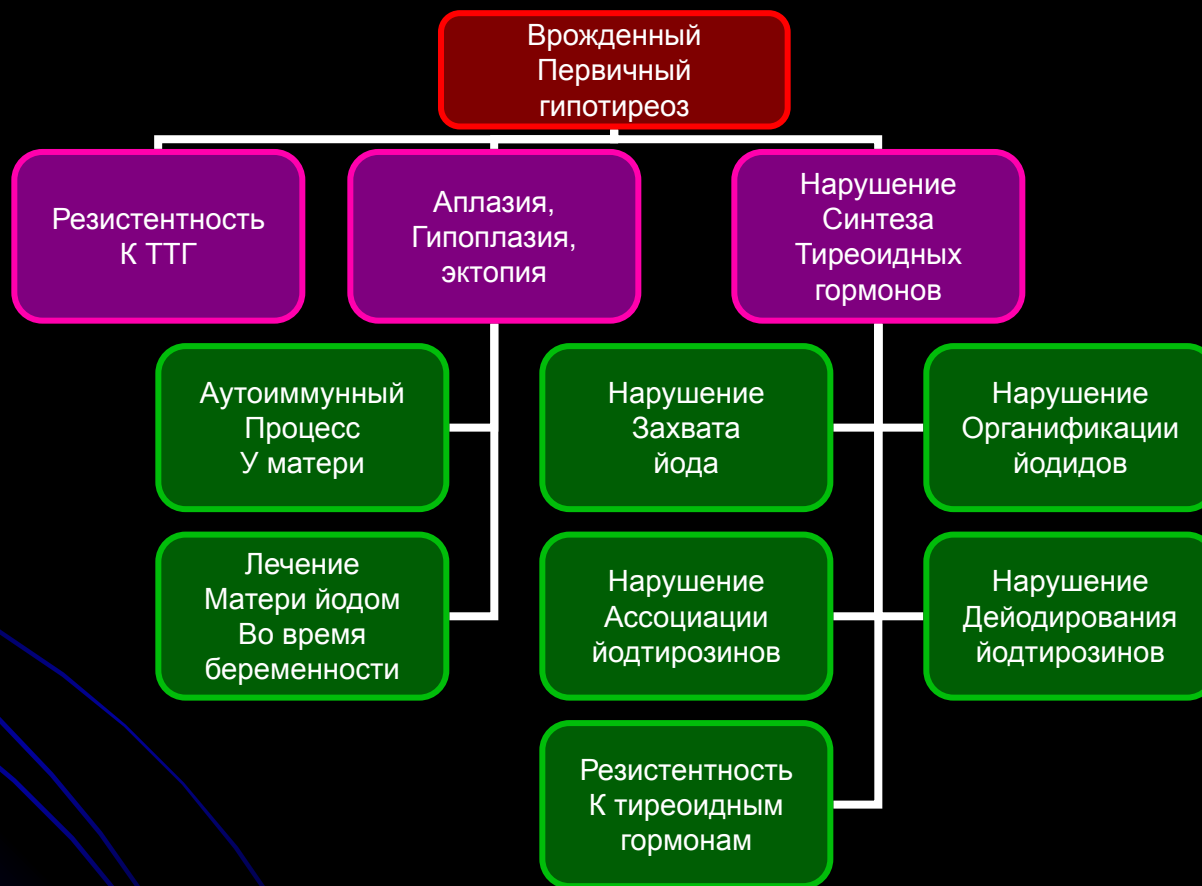 Врожденный
Первичный
гипотиреоз
Резистентность
К ТТГ
Аплазия,
Гипоплазия,
эктопия
Нарушение
Синтеза
Тиреоидных
гормонов
Аутоиммунный
Процесс
У матери
Нарушение
Захвата
йода
Нарушение
Органификации
йодидов
Лечение
Матери йодом
Во время
беременности
Нарушение
Ассоциации
йодтирозинов
Нарушение
Дейодирования
йодтирозинов
Резистентность
К тиреоидным
гормонам